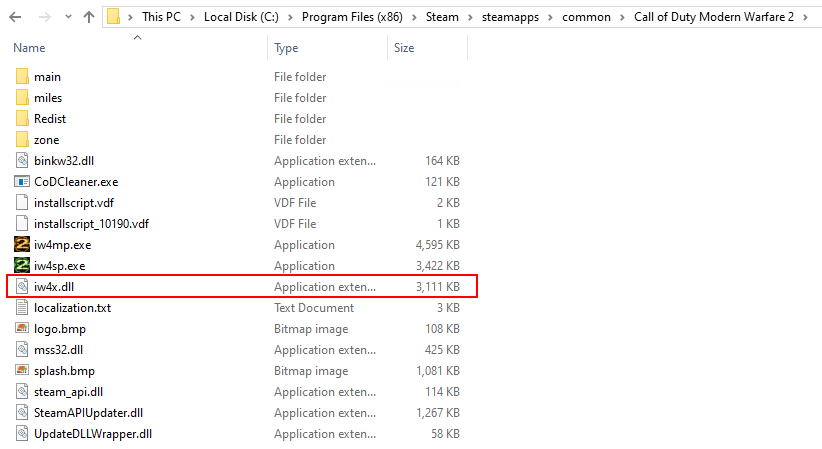 This PC > Local Disk (C:) > Program Files (x86) > Steam > steamapps > common > Call of Duty Modern Warfare 2 >
Name Type Size
main File folder
miles File folder
Redist File folder
zone File folder
binkw32.dll Application exten... 164 KB
CoDCleaner.exe Application 121 KB
installscript.vdf VDF File 2 KB
installscript_10190.vdf VDF File 1 KB
iw4mp.exe Application 4,595 KB
iw4sp.exe Application 3,422 KB
iw4x.dll Application exten... 3,111 KB
localization.txt Text Document 3 KB
logo.bmp Bitmap image 108 KB
mss32.dll Application exten... 425 KB
splash.bmp Bitmap image 1,081 KB
steam_api.dll Application exten... 114 KB
SteamAPIUpdater.dll Application exten... 1,267 KB
UpdateDLLWrapper.dll Application exten... 58 KB